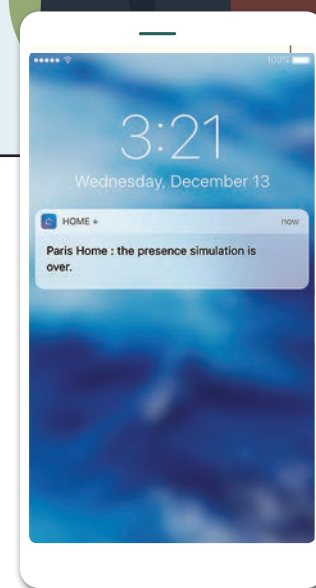 100%
3:21
Wednesday, December 13
HOME +
now
Paris Home : the presence simulation is
over.